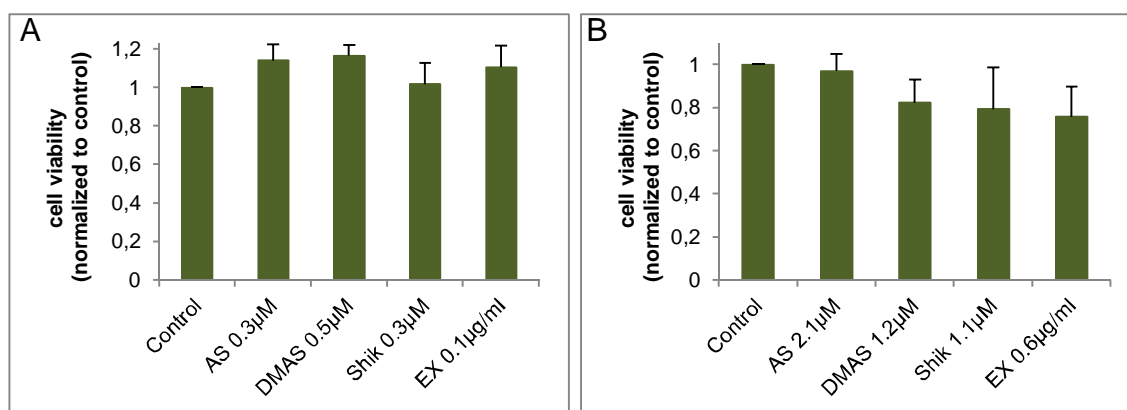 A
cell viability
(normalized to control)
1,2
1
0,8
0,6
0,4
0,2
0
Control
AS 0.3µM
DMAS 0.5µM
Shik 0.3µM
EX 0.1µg/ml
B
cell viability
(normalized to control)
1
0,8
0,6
0,4
0,2
0
Control
AS 2.1µM
DMAS 1.2µM
Shik 1.1µM
EX 0.6µg/ml